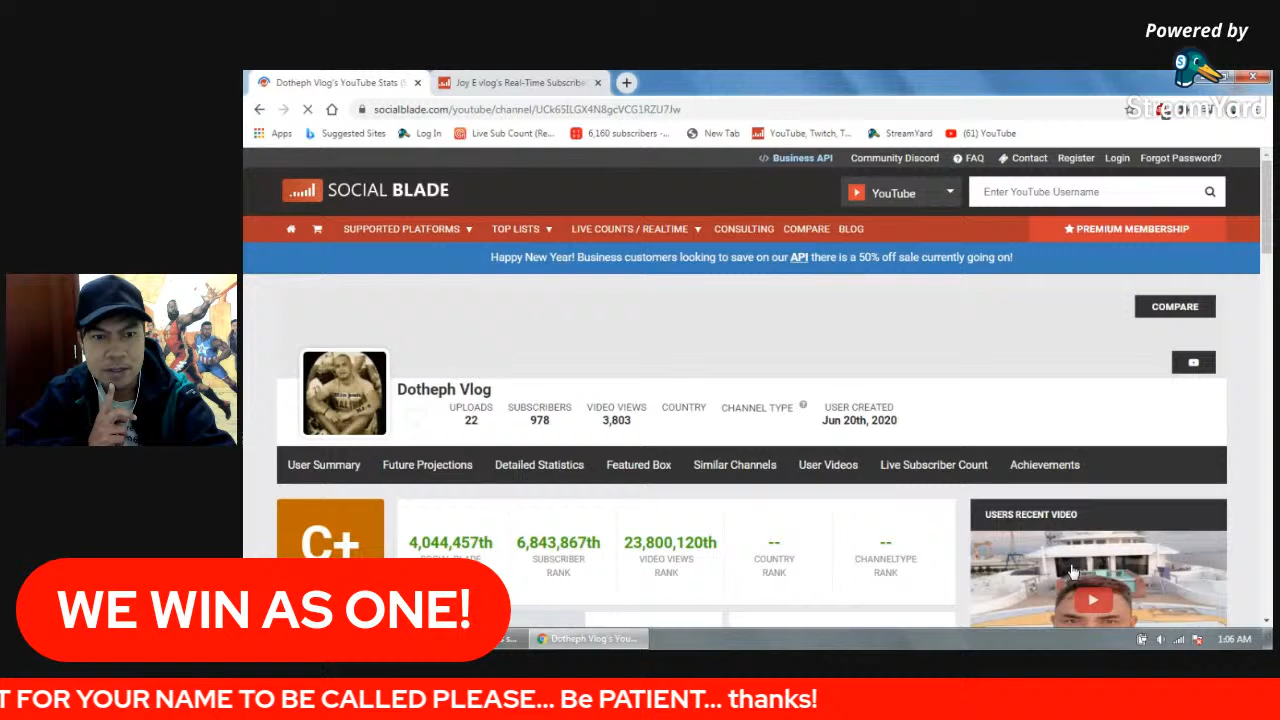 Powered by
StreamYard
Dotheph Vlog's YouTube Stats (
Joy E vlog's Real-Time Subscribe
socialblade.com/youtube/channel/UCk65ILGX4N8gcVCG1RZU7Jw
Apps
Suggested Sites
Log In
Live Sub Count (Re...
6,160 subscribers -...
New Tab
YouTube, Twitch, T...
StreamYard
(61) YouTube
</> Business API
Community Discord
FAQ
Contact
Register
Login
Forgot Password?
SOCIAL BLADE
YouTube
Enter YouTube Username
SUPPORTED PLATFORMS
TOP LISTS
LIVE COUNTS / REALTIME
CONSULTING
COMPARE
BLOG
PREMIUM MEMBERSHIP
Happy New Year! Business customers looking to save on our API there is a 50% off sale currently going on!
COMPARE
Dotheph Vlog
UPLOADS
22
SUBSCRIBERS
978
VIDEO VIEWS
3,803
COUNTRY
CHANNEL TYPE
USER CREATED
Jun 20th, 2020
User Summary
Future Projections
Detailed Statistics
Featured Box
Similar Channels
User Videos
Live Subscriber Count
Achievements
C+
4,044,457th
6,843,867th
SUBSCRIBER
RANK
23,800,120th
VIDEO VIEWS
RANK
--
COUNTRY
RANK
--
CHANNELTYPE
RANK
USERS RECENT VIDEO
WE WIN AS ONE!
s...
Dotheph Vlog's You...
1:06 AM
T FOR YOUR NAME TO BE CALLED PLEASE... Be PATIENT... thanks!